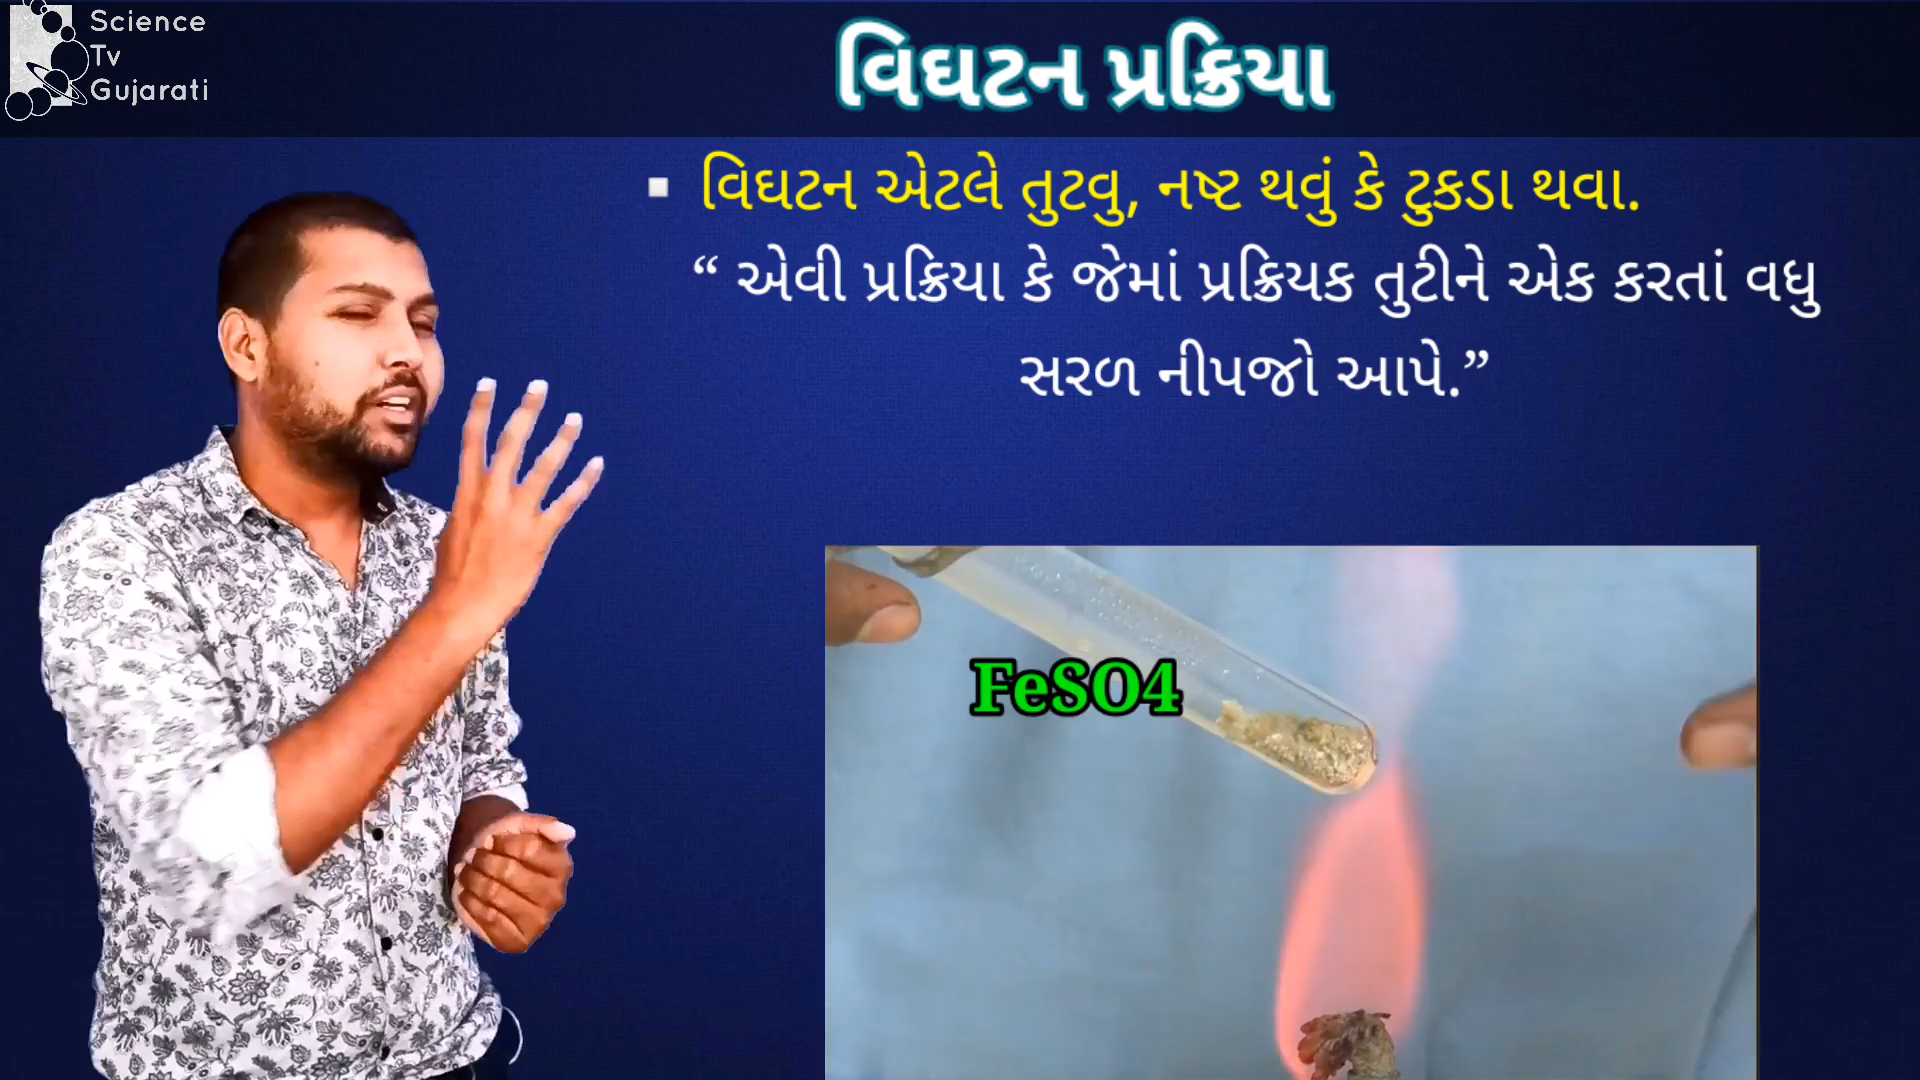 Science
Tv
Gujarati
વિઘટન પ્રક્રિયા
▪ વિઘટન એટલે તુટવુ, નષ્ટ થવું કે ટુકડા થવા.
“ એવી પ્રક્રિયા કે જેમાં પ્રક્રિયક તુટીને એક કરતાં વધુ
સરળ નીપજો આપે.”
FeSO4